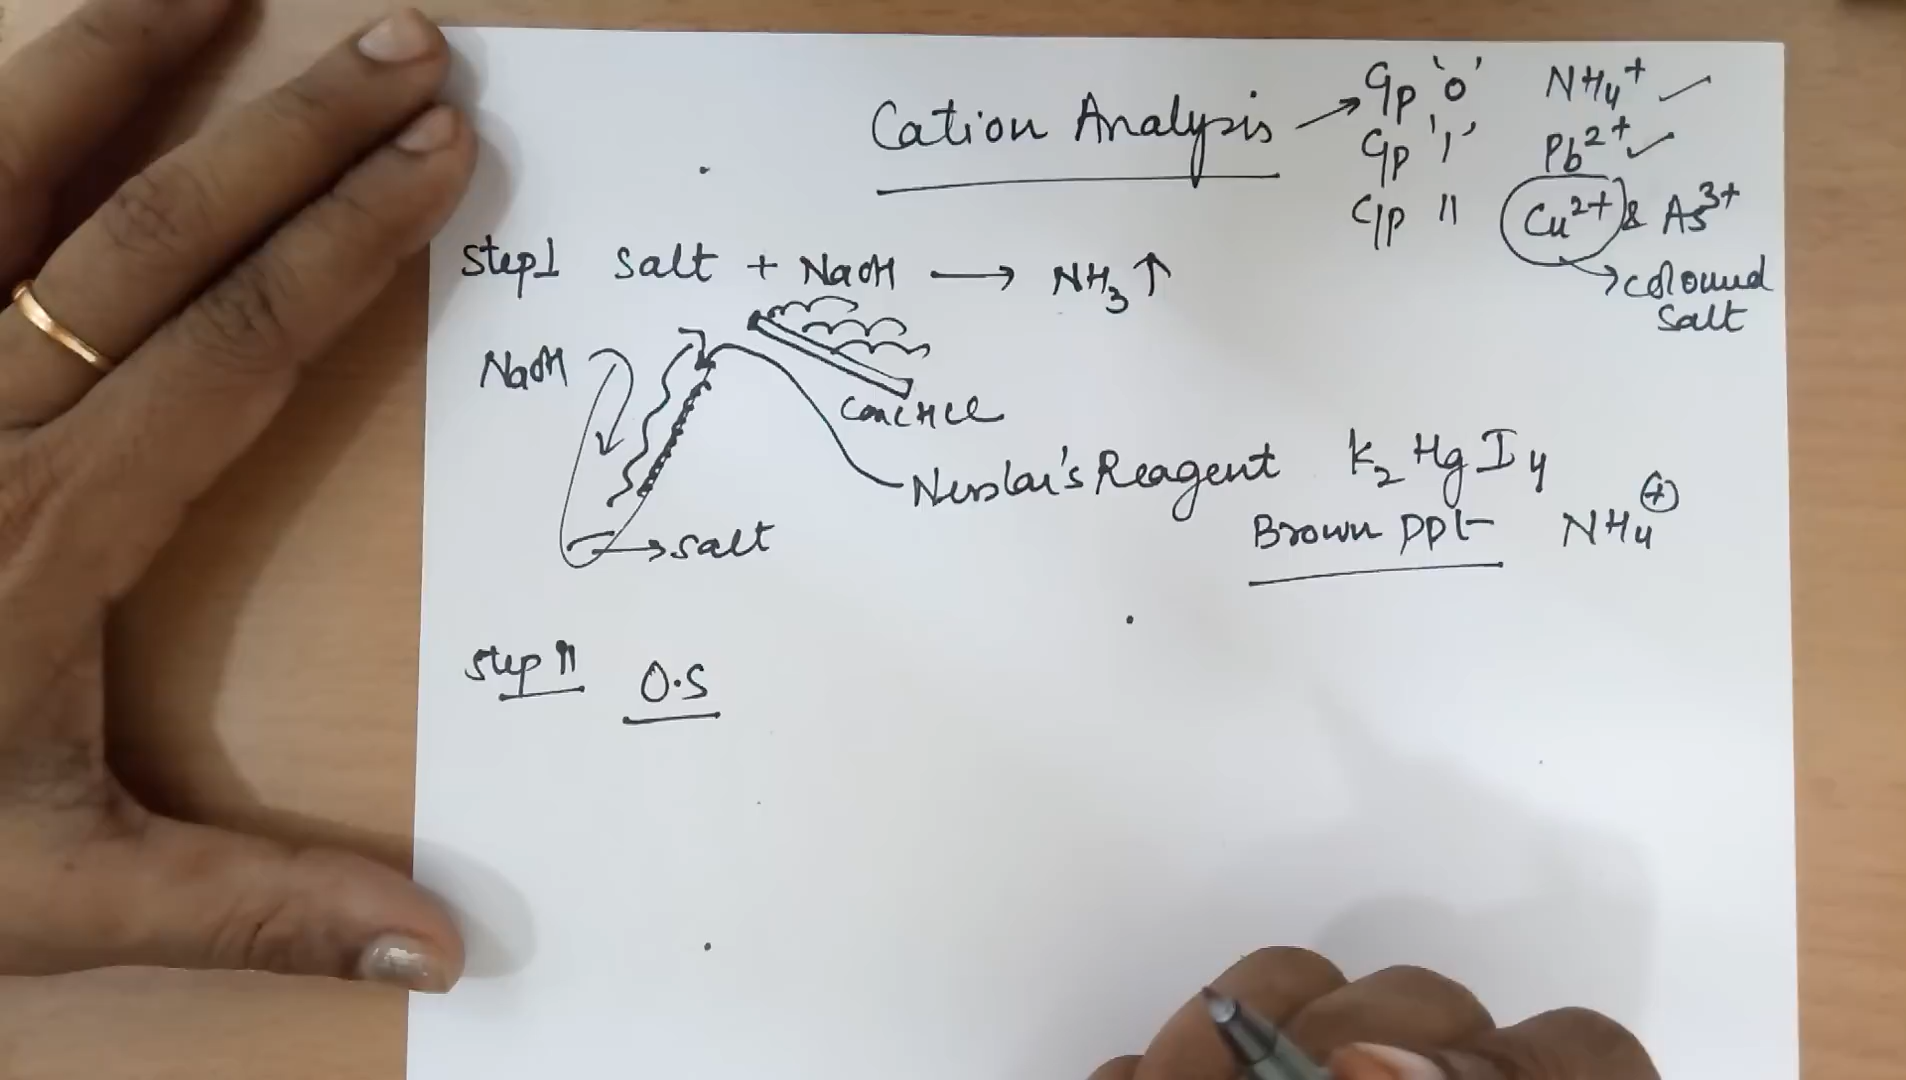 Cation Analysis → Gp '0' NH4+ ✓
Gp '1' Pb2+ ✓
Gp II Cu2+ & As3+
→ coloured
salt
Step 1 Salt + NaOH → NH3 ↑
NaOH
Conc HCl
Reagent K2HgI4
Brown ppt NH4+
→ salt
Step II O.S